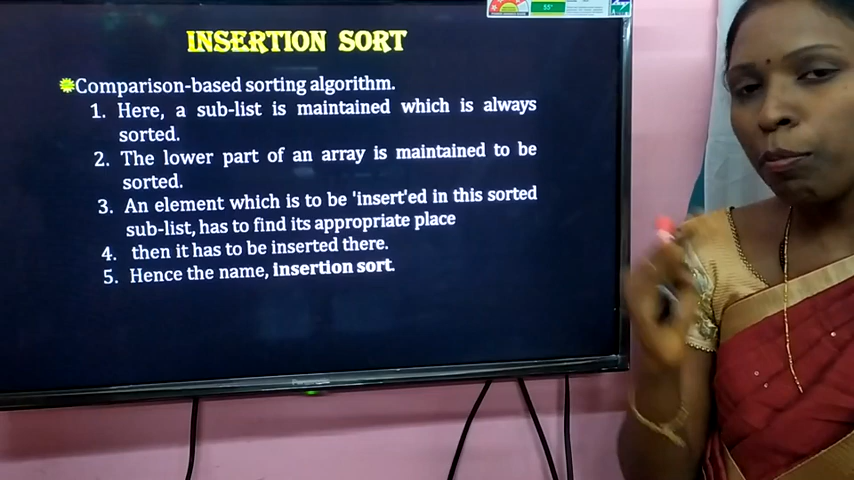 INSERTION SORT
Comparison-based sorting algorithm.
1. Here, a sub-list is maintained which is always
sorted.
2. The lower part of an array is maintained to be
sorted.
3. An element which is to be 'insert'ed in this sorted
sub-list, has to find its appropriate place
4. then it has to be inserted there.
5. Hence the name, insertion sort.
55"